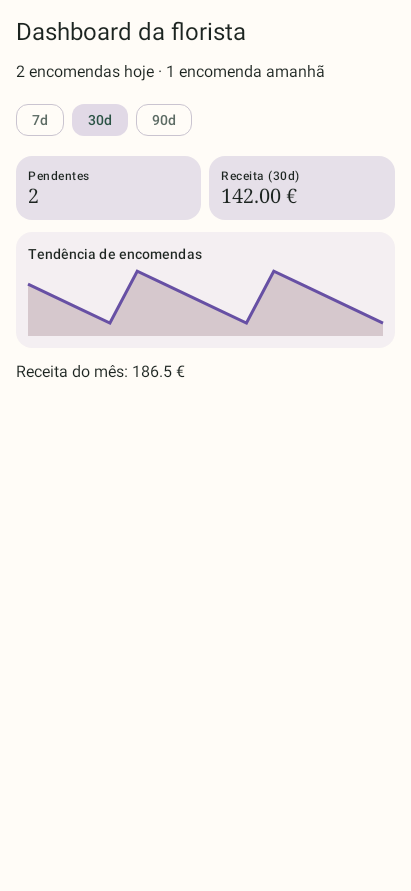 Dashboard da florista
2 encomendas hoje · 1 encomenda amanhã
7d 30d 90d
Pendentes
2
Receita (30d)
142.00 €
Tendência de encomendas
Receita do mês: 186.5 €